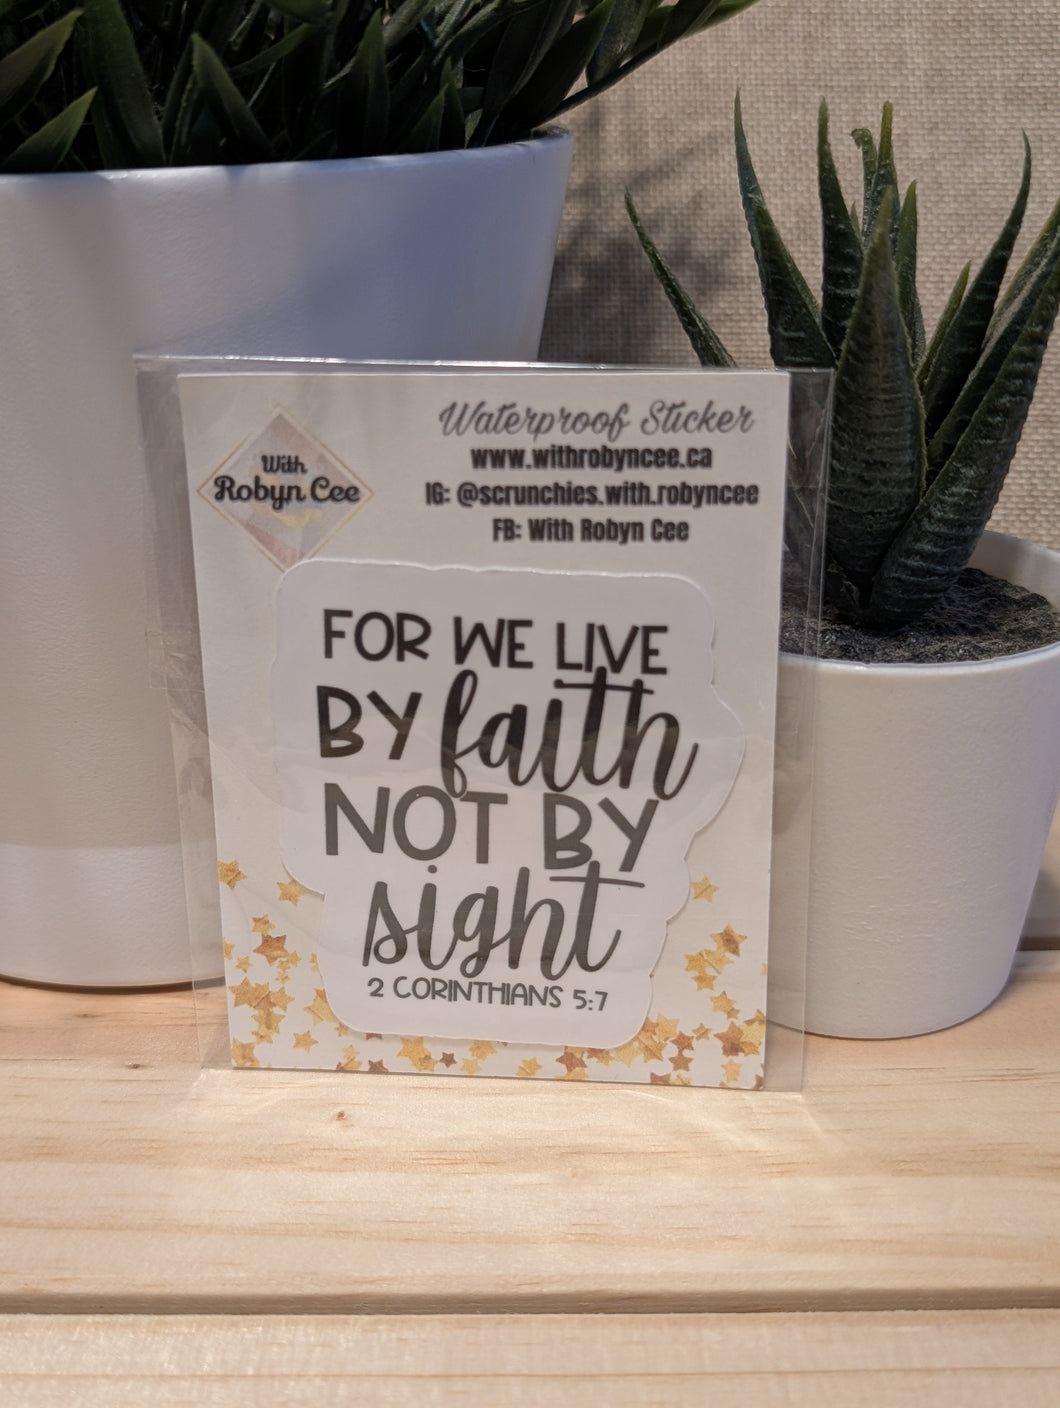 With
Robyn Cee
Waterproof Sticker
www.withrobyncee.ca
IG: @scrunchies.with.robyncee
FB: With Robyn Cee
FOR WE LIVE
BY faith
NOT BY
sight
2 CORINTHIANS 5:7